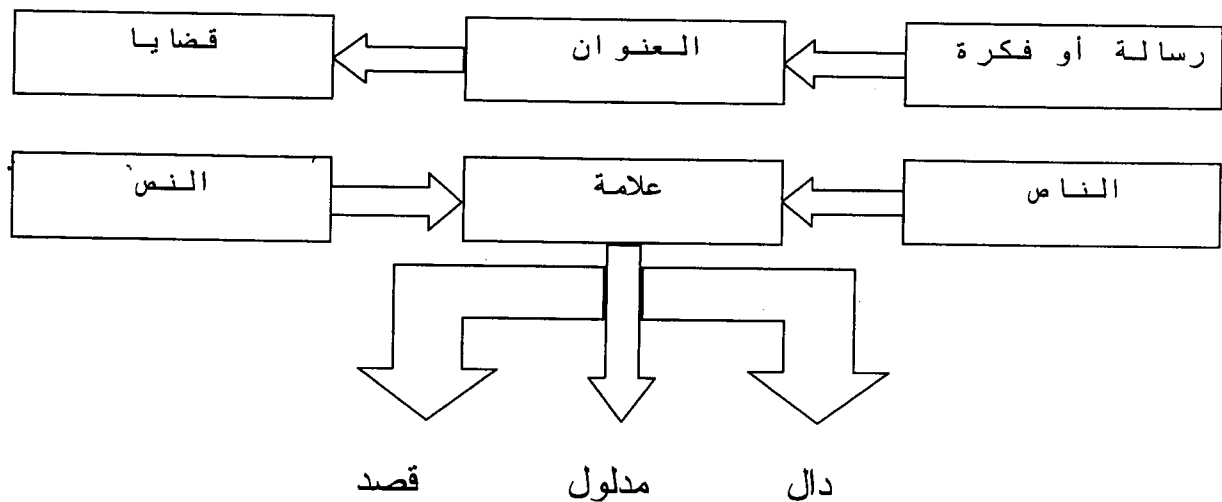 رسالة أو فكرة
العنوان
قضايا
الناص
علامة
النص
دال
مدلول
قصد